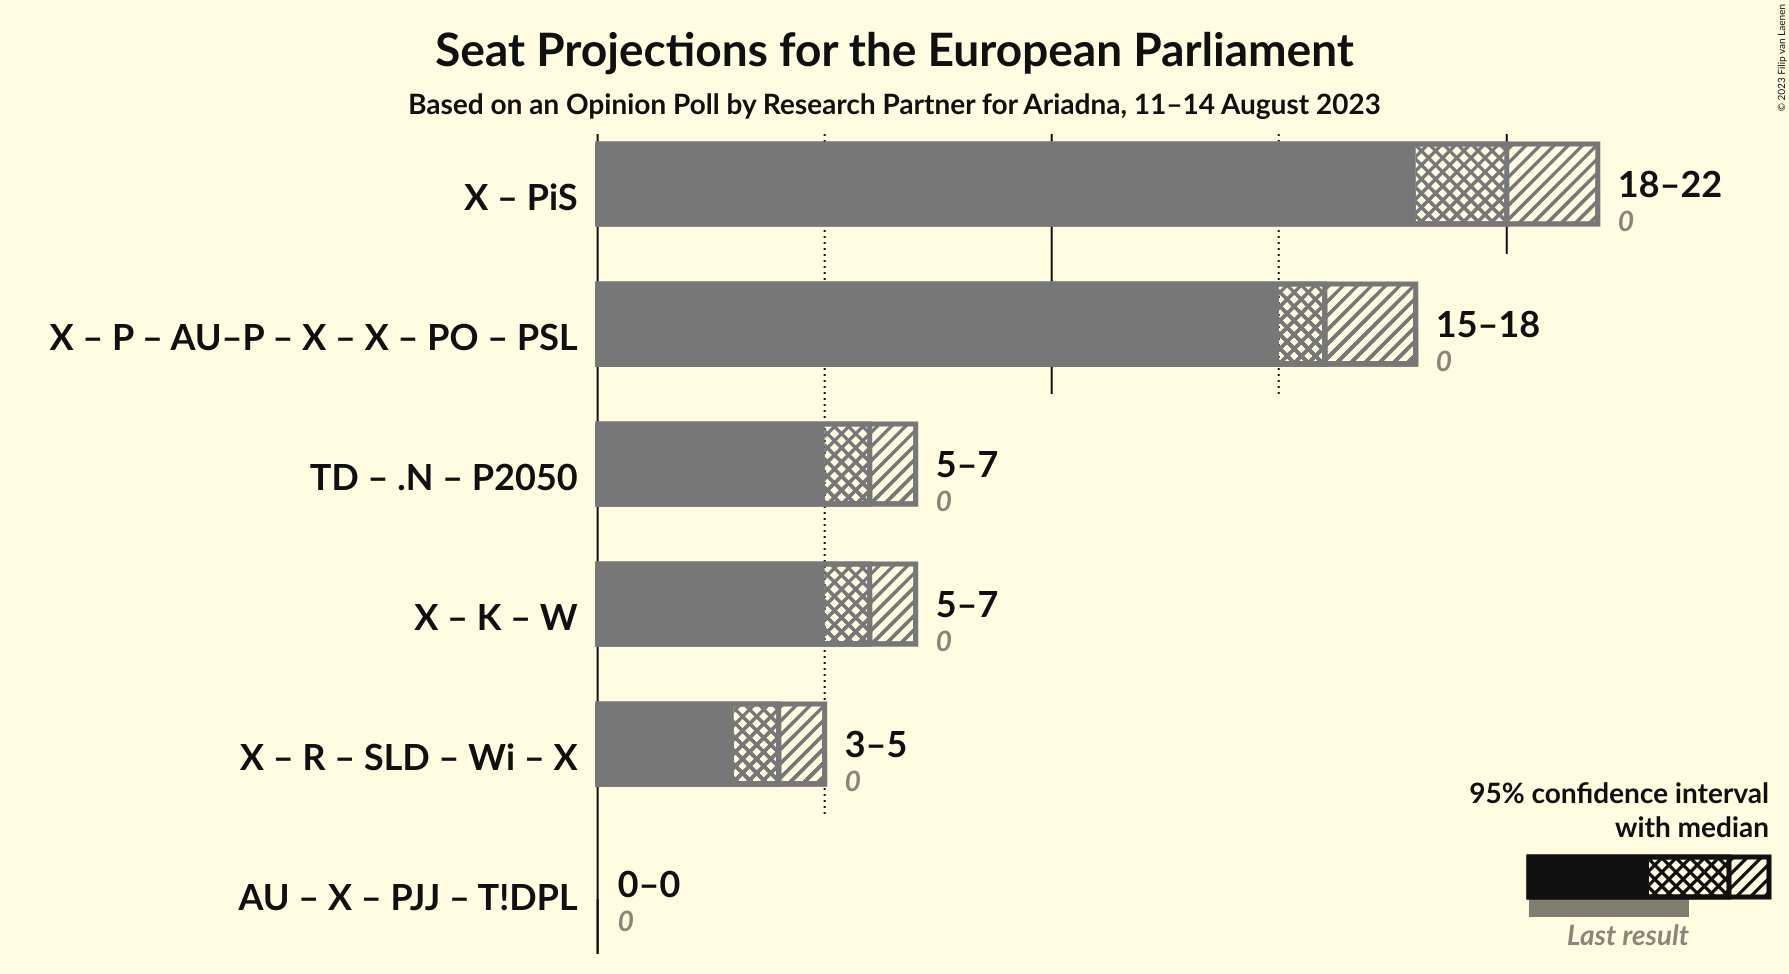 Seat Projections for the European Parliament
Based on an Opinion Poll by Research Partner for Ariadna, 11–14 August 2023
© 2023 Filip van Laenen
X – PiS
18–22
0
X – P – AU–P – X – X – PO – PSL
15–18
0
TD – .N – P2050
5–7
0
X – K – W
5–7
0
X – R – SLD – Wi – X
3–5
0
AU – X – PJJ – T!DPL
0–0
0
95% confidence interval
with median
Last result